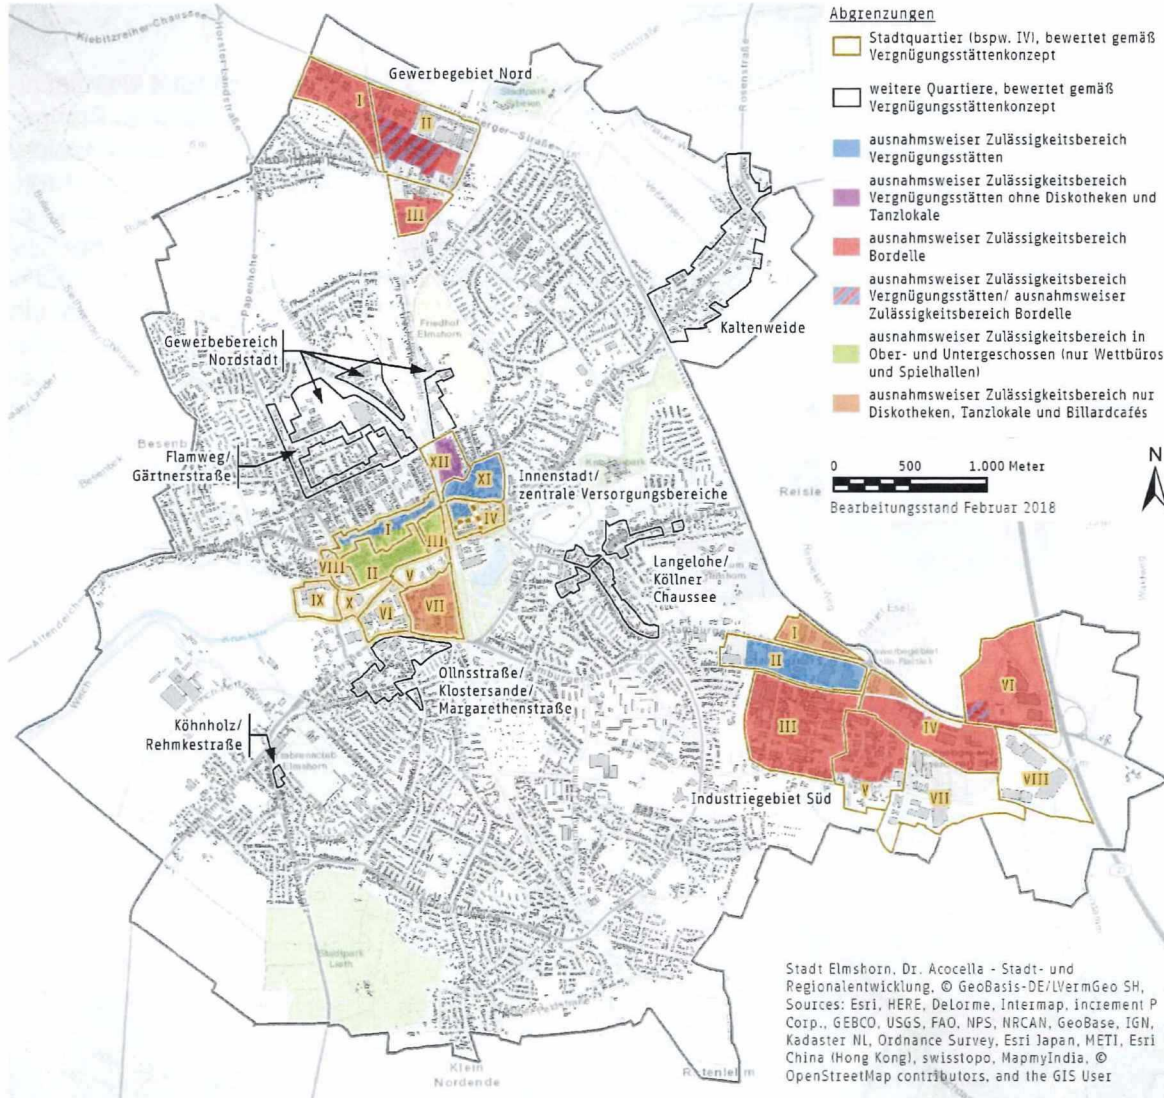 Abgrenzungen
Stadtquartier (bspw. IV), bewertet gemäß
Vergnügungsstättenkonzept
weitere Quartiere, bewertet gemäß
Vergnügungsstättenkonzept
ausnahmsweiser Zulässigkeitsbereich
Vergnügungsstätten
ausnahmsweiser Zulässigkeitsbereich
Vergnügungsstätten ohne Diskotheken und
Tanzlokale
ausnahmsweiser Zulässigkeitsbereich
Bordelle
ausnahmsweiser Zulässigkeitsbereich
Vergnügungsstätten/ ausnahmsweiser
Zulässigkeitsbereich Bordelle
ausnahmsweiser Zulässigkeitsbereich in
Ober- und Untergeschossen (nur Wettbüros
und Spielhallen)
ausnahmsweiser Zulässigkeitsbereich nur
Diskotheken, Tanzlokale und Billardcafés
0 500 1.000 Meter
Bearbeitungsstand Februar 2018
N
Kiebitzreiher-Chaussee
Horster-Landstraße
Gewerbegebiet Nord
I
II
III
Rosenstraße
Papenhöhe
Kaltenweide
Friedhof
Elmshorn
Gewerbebereich
Nordstadt
Flamweg/
Gärtnerstraße
XII
XI
Innenstadt/
zentrale Versorgungsbereiche
I
III
IV
VIII
II
V
IX
X
VI
VII
Langelohe/
Köllner
Chaussee
Ollnsstraße/
Klostersande/
Margarethenstraße
Köhnholz/
Rehmkestraße
I
II
III
IV
V
VI
VII
VIII
Industriegebiet Süd
Stadtpark
Lieth
Klein
Nordende
Stadt Elmshorn, Dr. Acocella - Stadt- und
Regionalentwicklung, © GeoBasis-DE/LVermGeo SH,
Sources: Esri, HERE, DeLorme, Intermap, increment P
Corp., GEBCO, USGS, FAO, NPS, NRCAN, GeoBase, IGN,
Kadaster NL, Ordnance Survey, Esri Japan, METI, Esri
China (Hong Kong), swisstopo, MapmyIndia, ©
OpenStreetMap contributors, and the GIS User